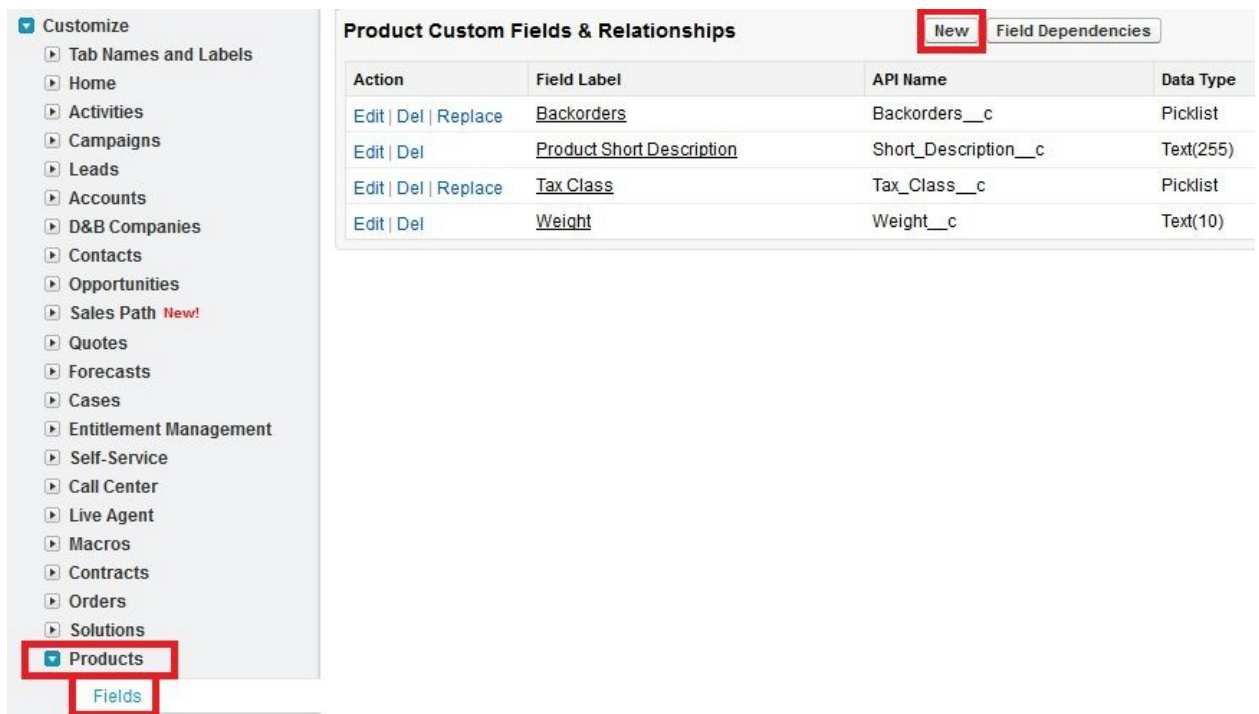 Customize
Tab Names and Labels
Home
Activities
Campaigns
Leads
Accounts
D&B Companies
Contacts
Opportunities
Sales Path New!
Quotes
Forecasts
Cases
Entitlement Management
Self-Service
Call Center
Live Agent
Macros
Contracts
Orders
Solutions
Products
Fields
Product Custom Fields & Relationships New Field Dependencies
Action Field Label API Name Data Type
Edit | Del | Replace Backorders Backorders__c Picklist
Edit | Del Product Short Description Short_Description__c Text(255)
Edit | Del | Replace Tax Class Tax_Class__c Picklist
Edit | Del Weight Weight__c Text(10)